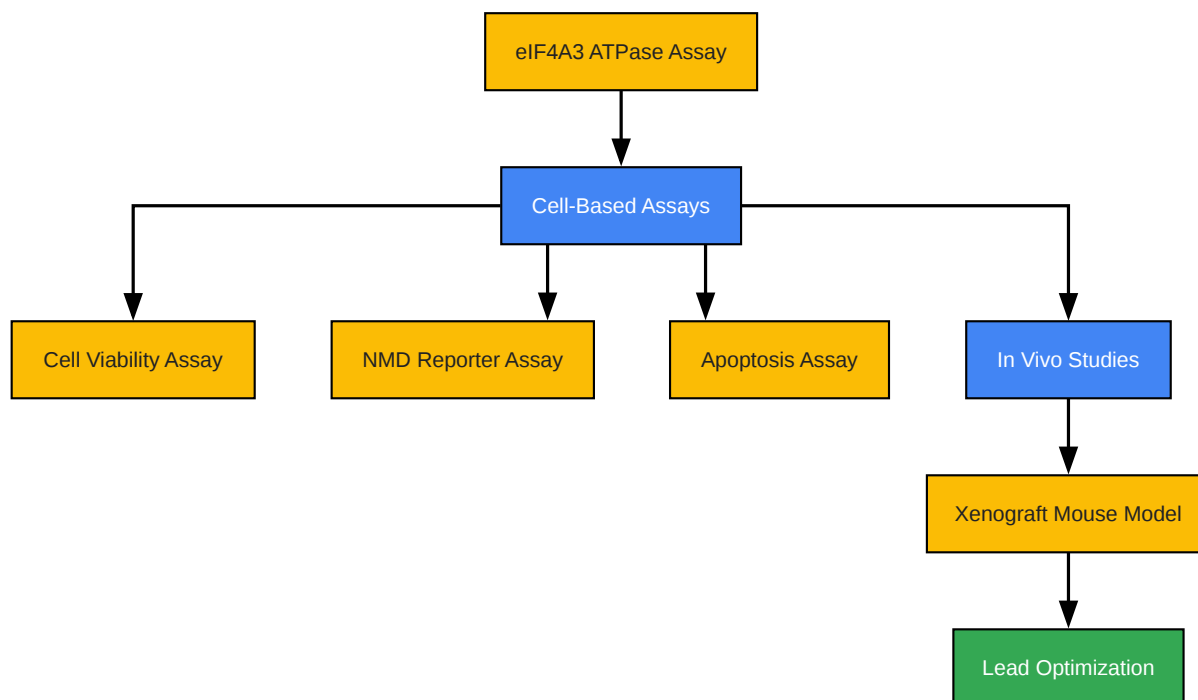 eIF4A3 ATPase Assay
Cell-Based Assays
Cell Viability Assay
NMD Reporter Assay
Apoptosis Assay
In Vivo Studies
Xenograft Mouse Model
Lead Optimization